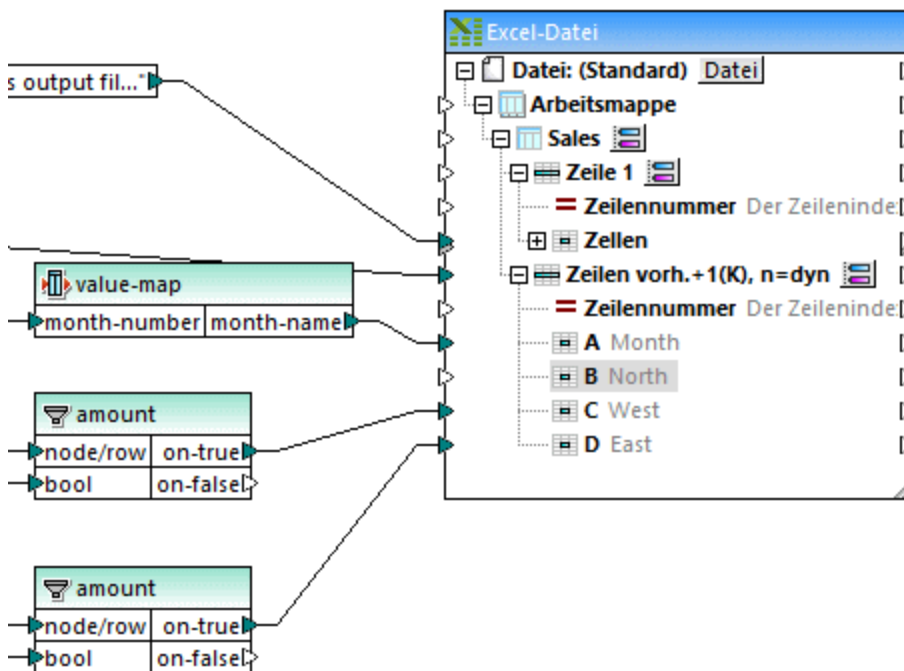 Excel-Datei
Datei: (Standard) Datei
s output fil..."
Arbeitsmappe
Sales
Zeile 1
Zeilennummer Der Zeileninde
Zellen
Zeilen vorh.+1(K), n=dyn
Zeilennummer Der Zeileninde
A Month
B North
C West
D East
value-map
month-number month-name
amount
node/row on-true
bool on-false
amount
node/row on-true
bool on-false